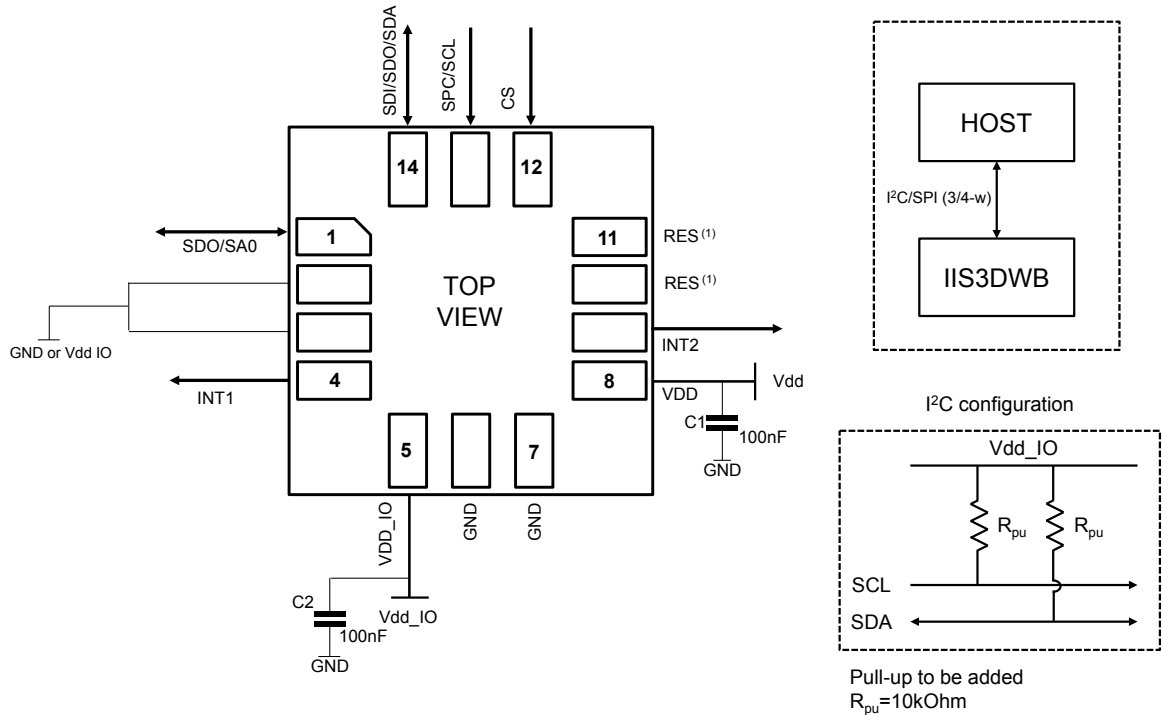 SDI/SDO/SDA
SPC/SCL
CS
14
12
1
SDO/SA0
11
RES (1)
RES (1)
TOP
VIEW
GND or Vdd IO
INT2
4
INT1
8
VDD
Vdd
C1
100nF
GND
5
7
VDD_IO
GND
GND
C2
100nF
GND
Vdd_IO
HOST
I²C/SPI (3/4-w)
IIS3DWB
I²C configuration
Vdd_IO
Rpu
Rpu
SCL
SDA
Pull-up to be added
Rpu=10kOhm